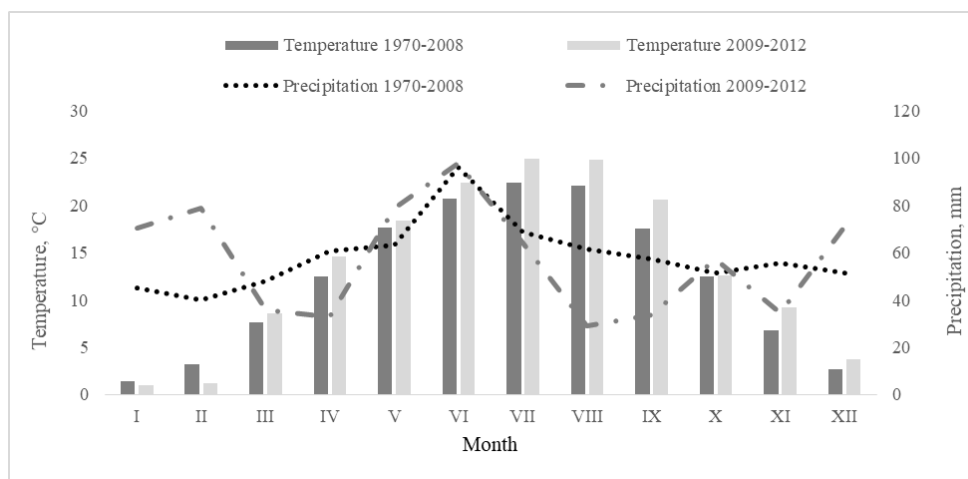 Temperature 1970-2008 Temperature 2009-2012
Precipitation 1970-2008 Precipitation 2009-2012
30 120
25 100
20 80
15 60
10 40
5 20
0 0
Temperature, °C
Precipitation, mm
I II III IV V VI VII VIII IX X XI XII
Month